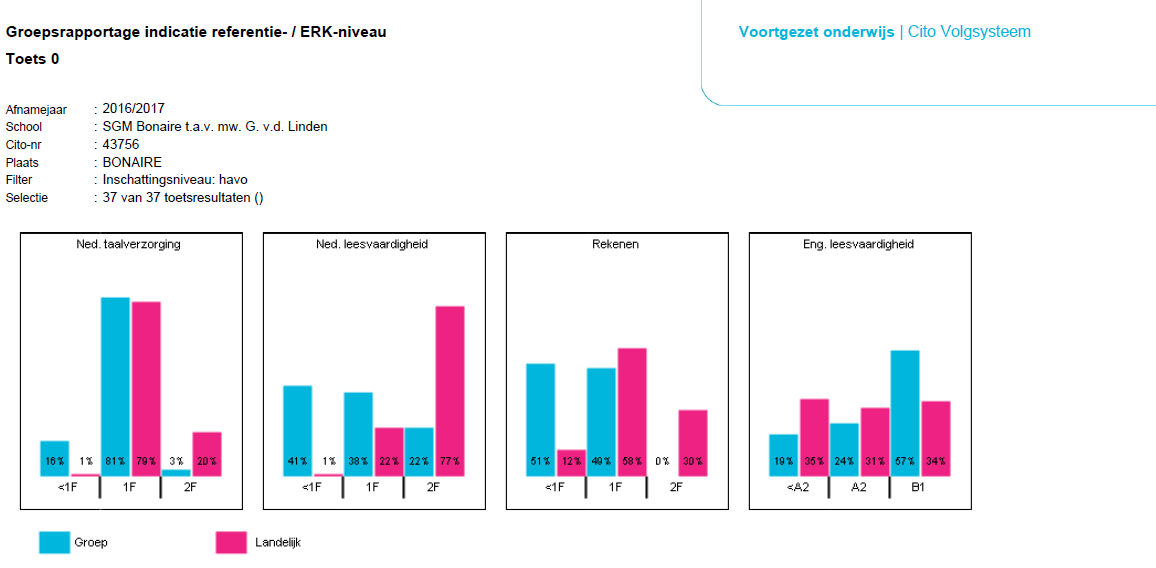 Groepsrapportage indicatie referentie- / ERK-niveau
Voortgezet onderwijs | Cito Volgsysteem
Toets 0
Afnamejaar : 2016/2017
School : SGM Bonaire t.a.v. mw. G. v.d. Linden
Cito-nr : 43756
Plaats : BONAIRE
Filter : Inschattingsniveau: havo
Selectie : 37 van 37 toetsresultaten ()
Ned. taalverzorging
16% 1% 81% 79% 3% 20%
<1F 1F 2F
Ned. leesvaardigheid
41% 1% 38% 22% 22% 77%
<1F 1F 2F
Rekenen
51% 12% 49% 58% 0% 30%
<1F 1F 2F
Eng. leesvaardigheid
19% 35% 24% 31% 57% 34%
<A2 A2 B1
Groep Landelijk